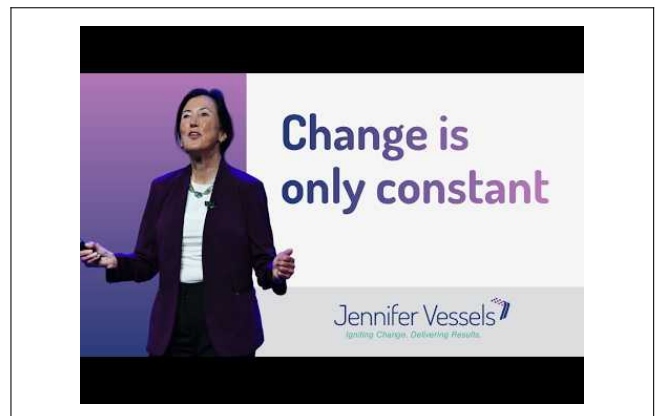 Change is
only constant
Jennifer Vessels
Igniting Change. Delivering Results.